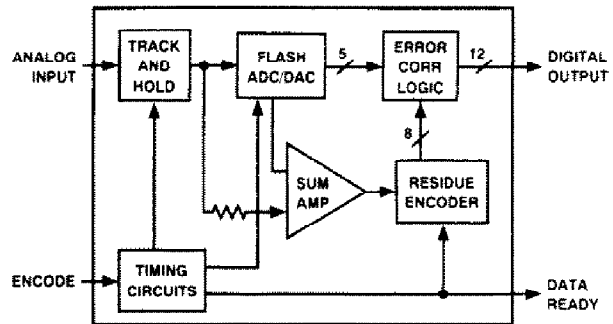 TRACK
AND
HOLD
FLASH
ADC/DAC
5
ERROR
CORR
LOGIC
12
ANALOG
INPUT
DIGITAL
OUTPUT
8
SUM
AMP
RESIDUE
ENCODER
ENCODE
TIMING
CIRCUITS
DATA
READY